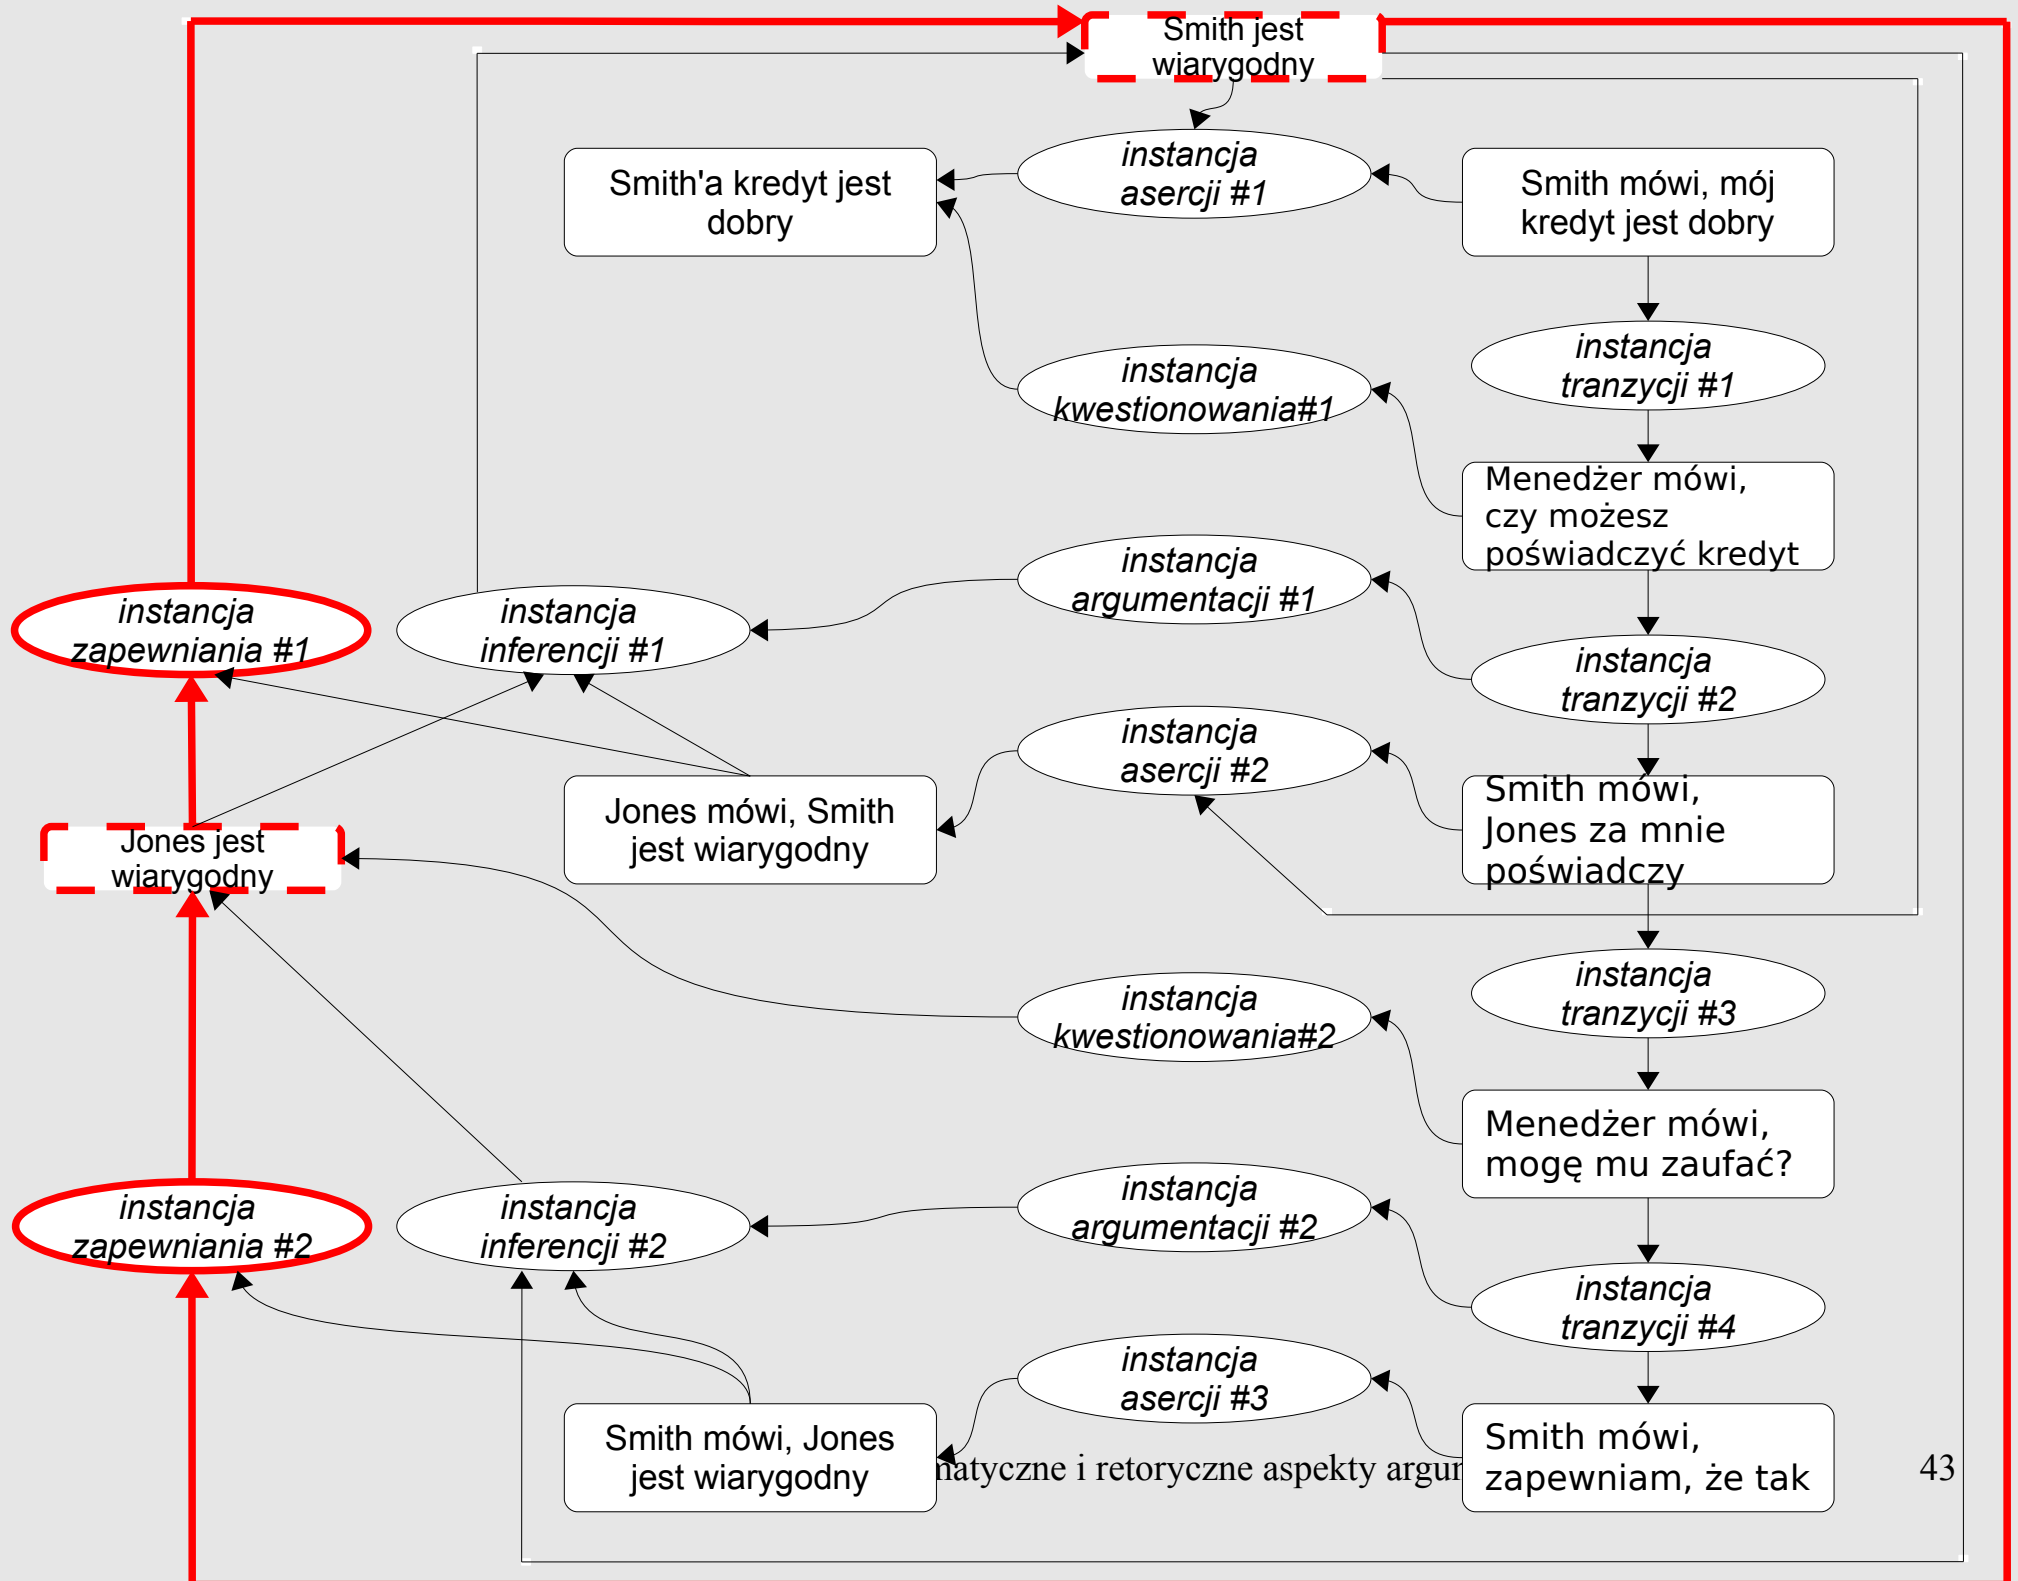 Smith jest
wiarygodny
instancja
asercji #1
Smith'a kredyt jest
dobry
Smith mówi, mój
kredyt jest dobry
instancja
tranzycji #1
instancja
kwestionowania#1
Menedżer mówi,
czy możesz
poświadczyć kredyt
instancja
argumentacji #1
instancja
zapewniania #1
instancja
inferencji #1
instancja
tranzycji #2
instancja
asercji #2
Jones mówi, Smith
jest wiarygodny
Smith mówi,
Jones za mnie
poświadczy
Jones jest
wiarygodny
instancja
tranzycji #3
instancja
kwestionowania#2
Menedżer mówi,
mogę mu zaufać?
instancja
argumentacji #2
instancja
zapewniania #2
instancja
inferencji #2
instancja
tranzycji #4
instancja
asercji #3
Smith mówi, Jones
jest wiarygodny
Smith mówi,
zapewniam, że tak
i retoryczne aspekty
43